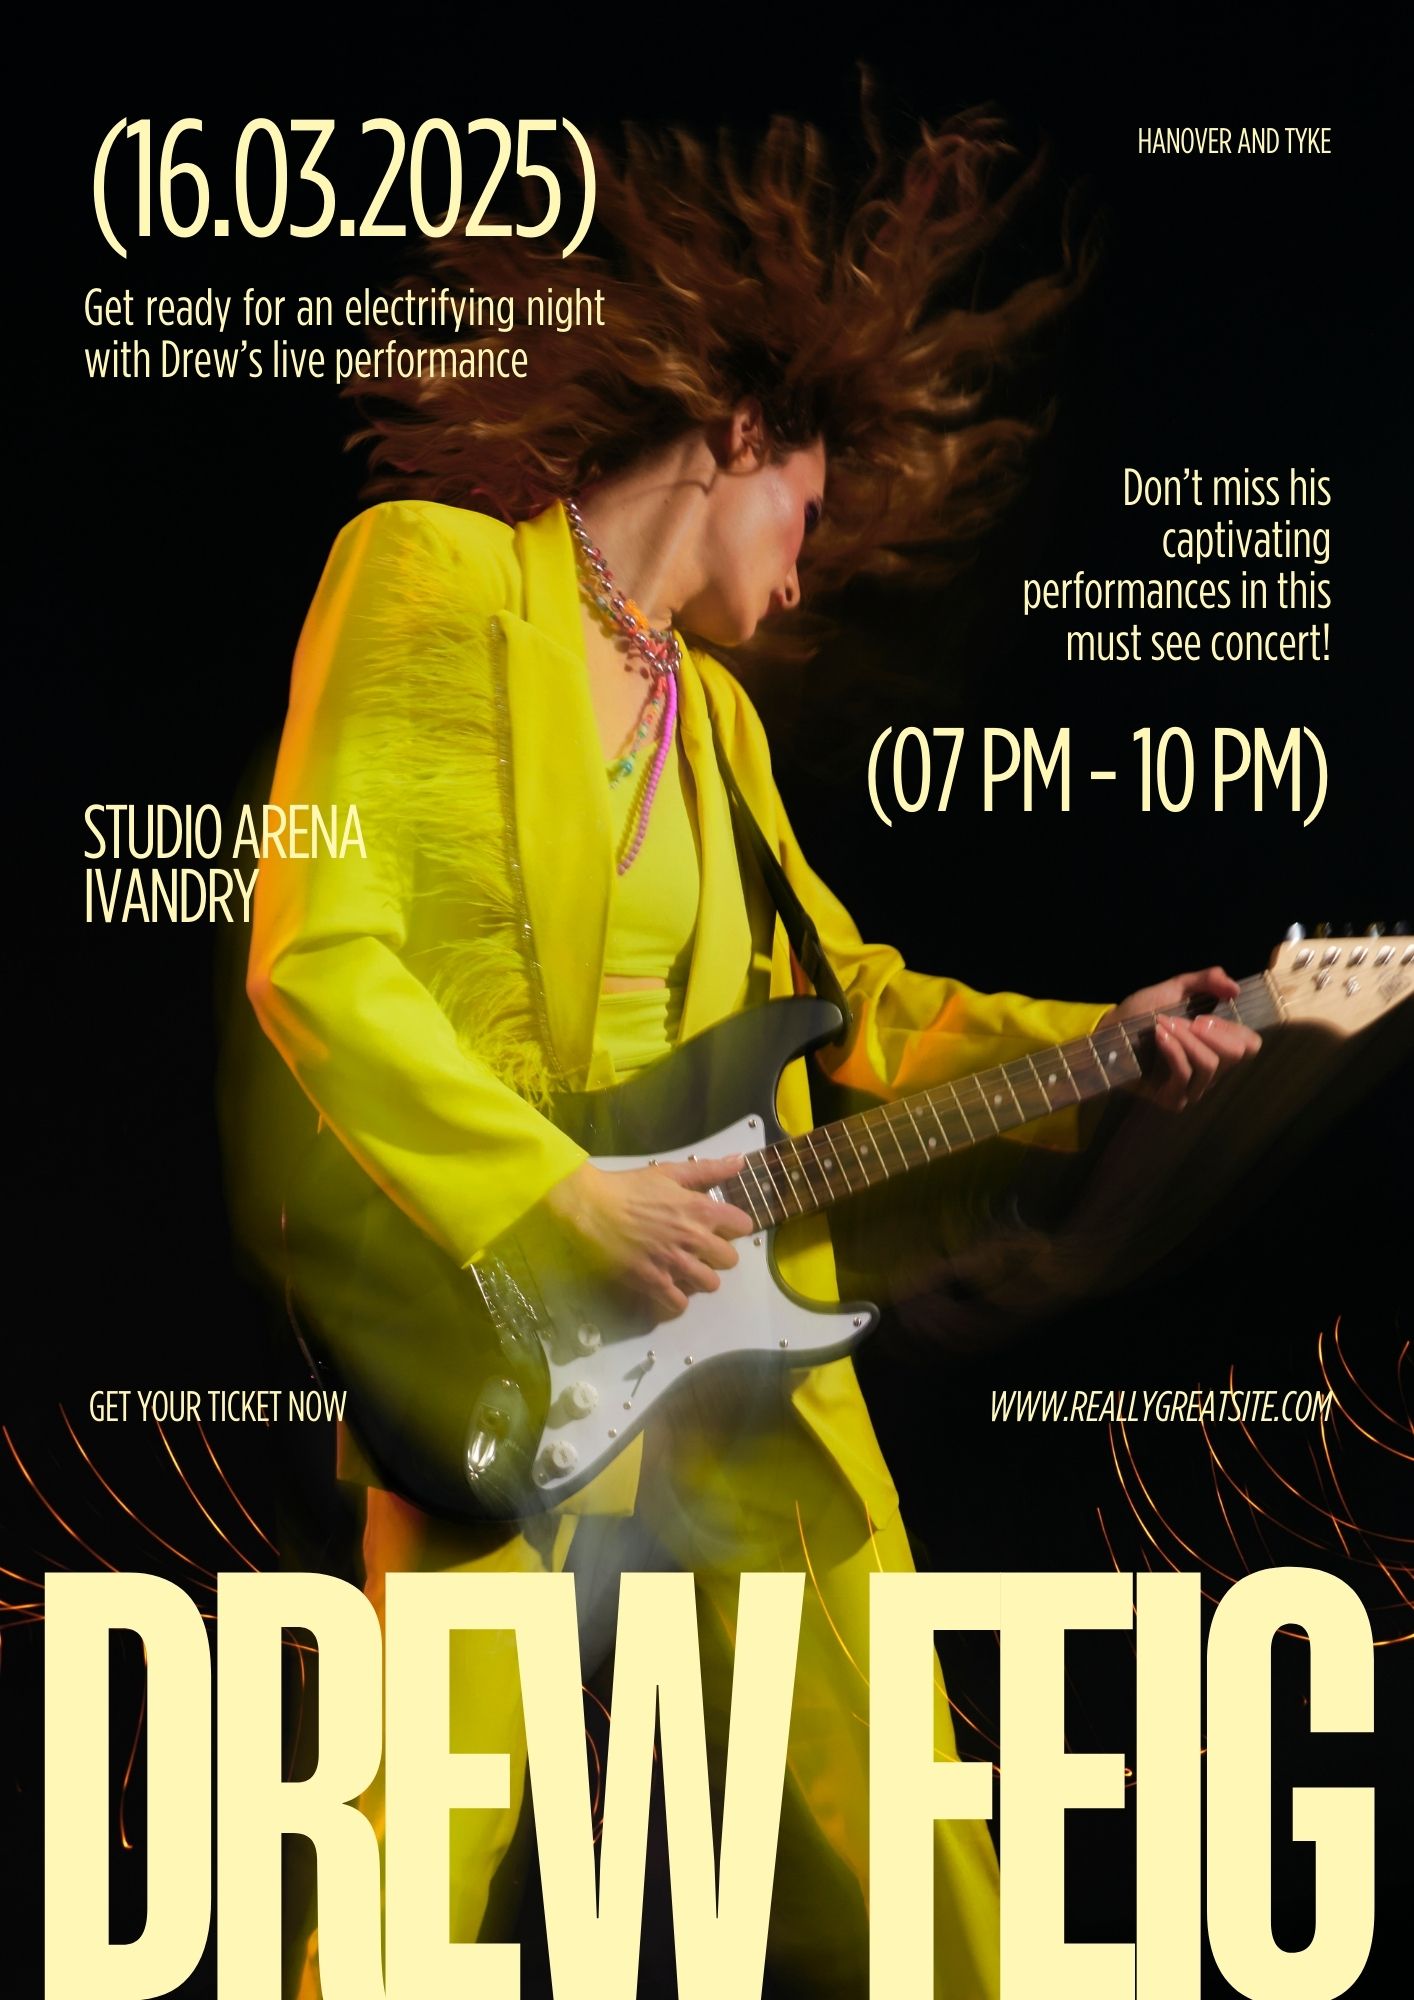 (16.03.2025)
HANOVER AND TYKE
Get ready for an electrifying night
with Drew’s live performance
Don’t miss his
captivating
performances in this
must see concert!
(07 PM - 10 PM)
STUDIO ARENA
IVANDRY
GET YOUR TICKET NOW
WWW.REALLYGREATSITE.COM
DREW FEIG